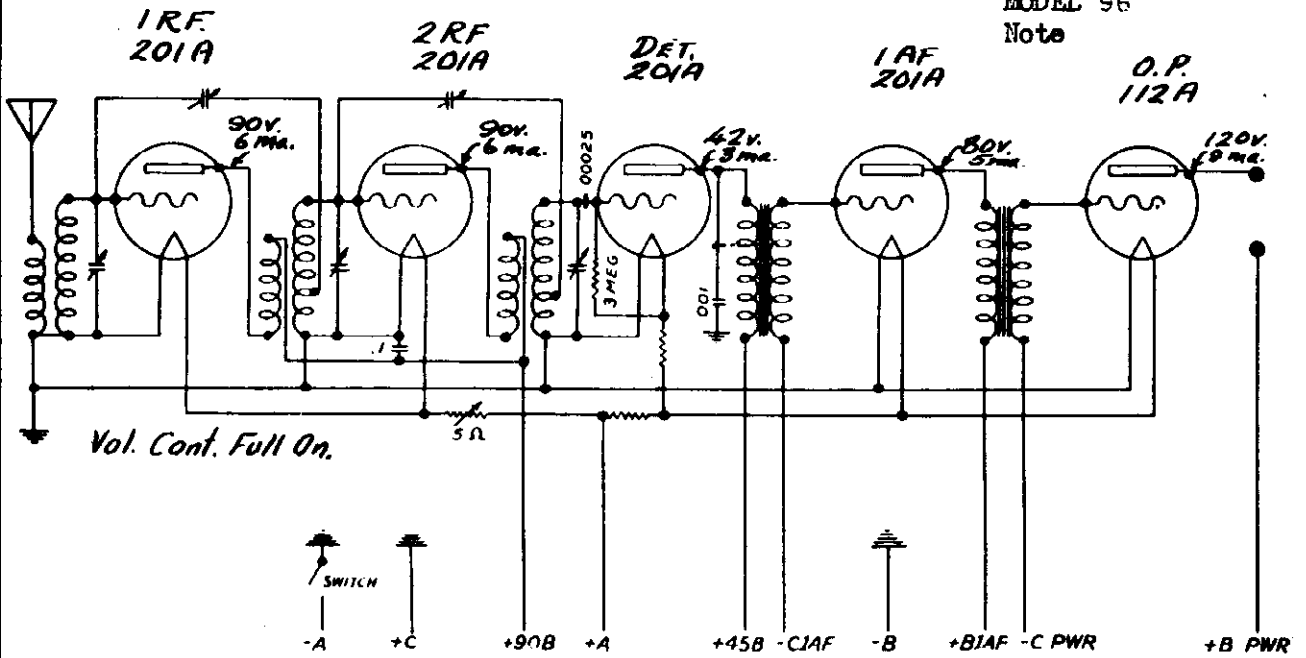 MODEL 96
Note
1 RF.
201A
2 RF
201A
DET.
201A
1 AF
201A
O.P.
112A
90v.
6 ma.
90v.
6 ma.
.00025
42v.
3 ma.
80v.
5 ma.
120v.
9 ma.
3 MEG
.001
.1
5 Ω
Vol. Cont. Full On.
SWITCH
-A
+C
+90B
+A
+45B
-C1AF
-B
+B1AF
-C PWR
+B PWR